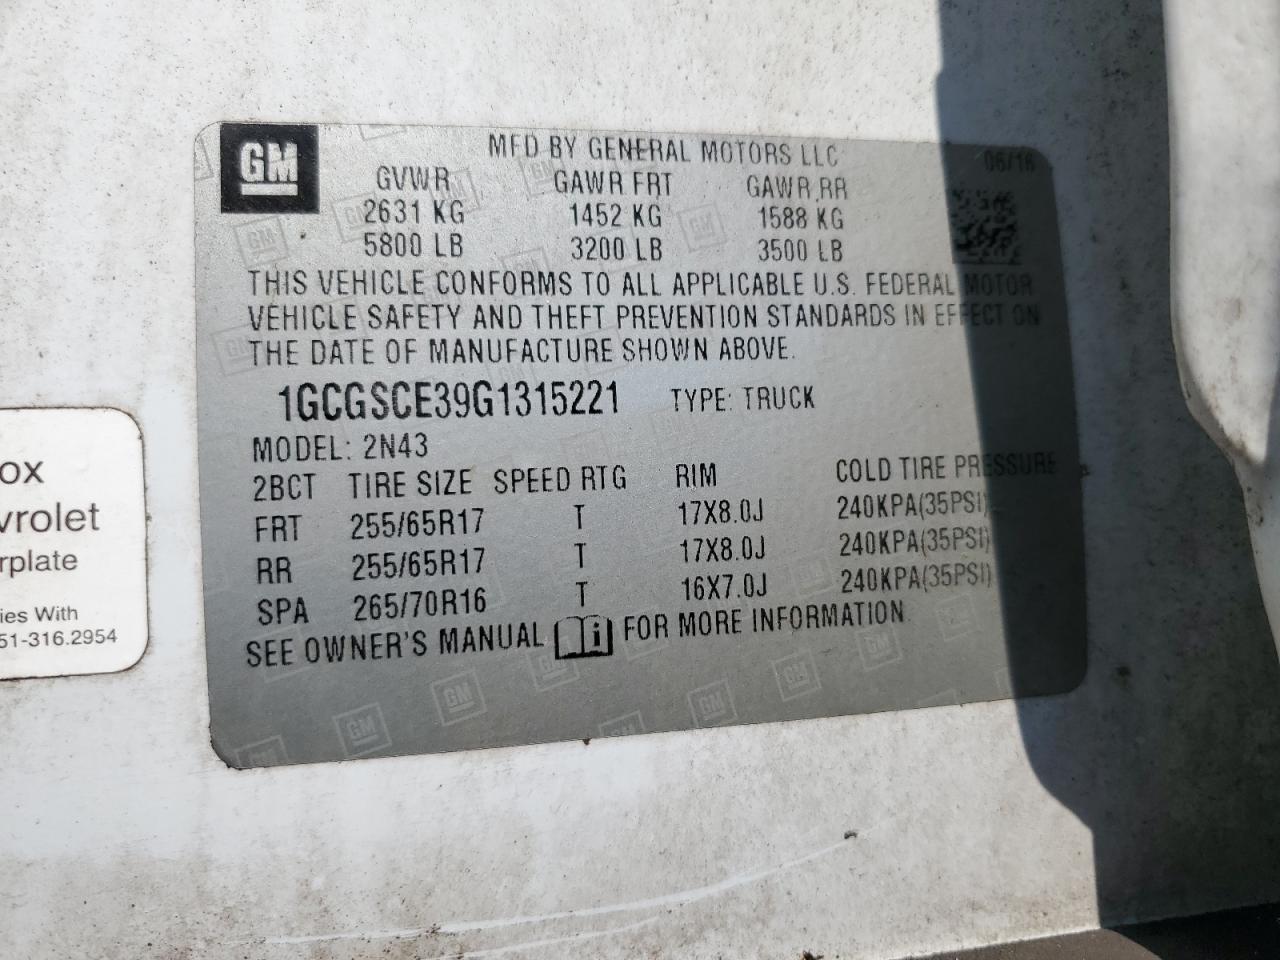 GM
MFD BY GENERAL MOTORS LLC 06/16
GVWR GAWR FRT GAWR RR
2631 KG 1452 KG 1588 KG
5800 LB 3200 LB 3500 LB
THIS VEHICLE CONFORMS TO ALL APPLICABLE U.S. FEDERAL MOTOR
VEHICLE SAFETY AND THEFT PREVENTION STANDARDS IN EFFECT ON
THE DATE OF MANUFACTURE SHOWN ABOVE.
1GCGSCE39G1315221 TYPE: TRUCK
MODEL: 2N43
2BCT TIRE SIZE SPEED RTG RIM COLD TIRE PRESSURE
FRT 255/65R17 T 17X8.0J 240KPA(35PSI)
RR 255/65R17 T 17X8.0J 240KPA(35PSI)
SPA 265/70R16 T 16X7.0J 240KPA(35PSI)
SEE OWNER'S MANUAL i FOR MORE INFORMATION
ox
vrolet
rplate
ies With
51-316.2954